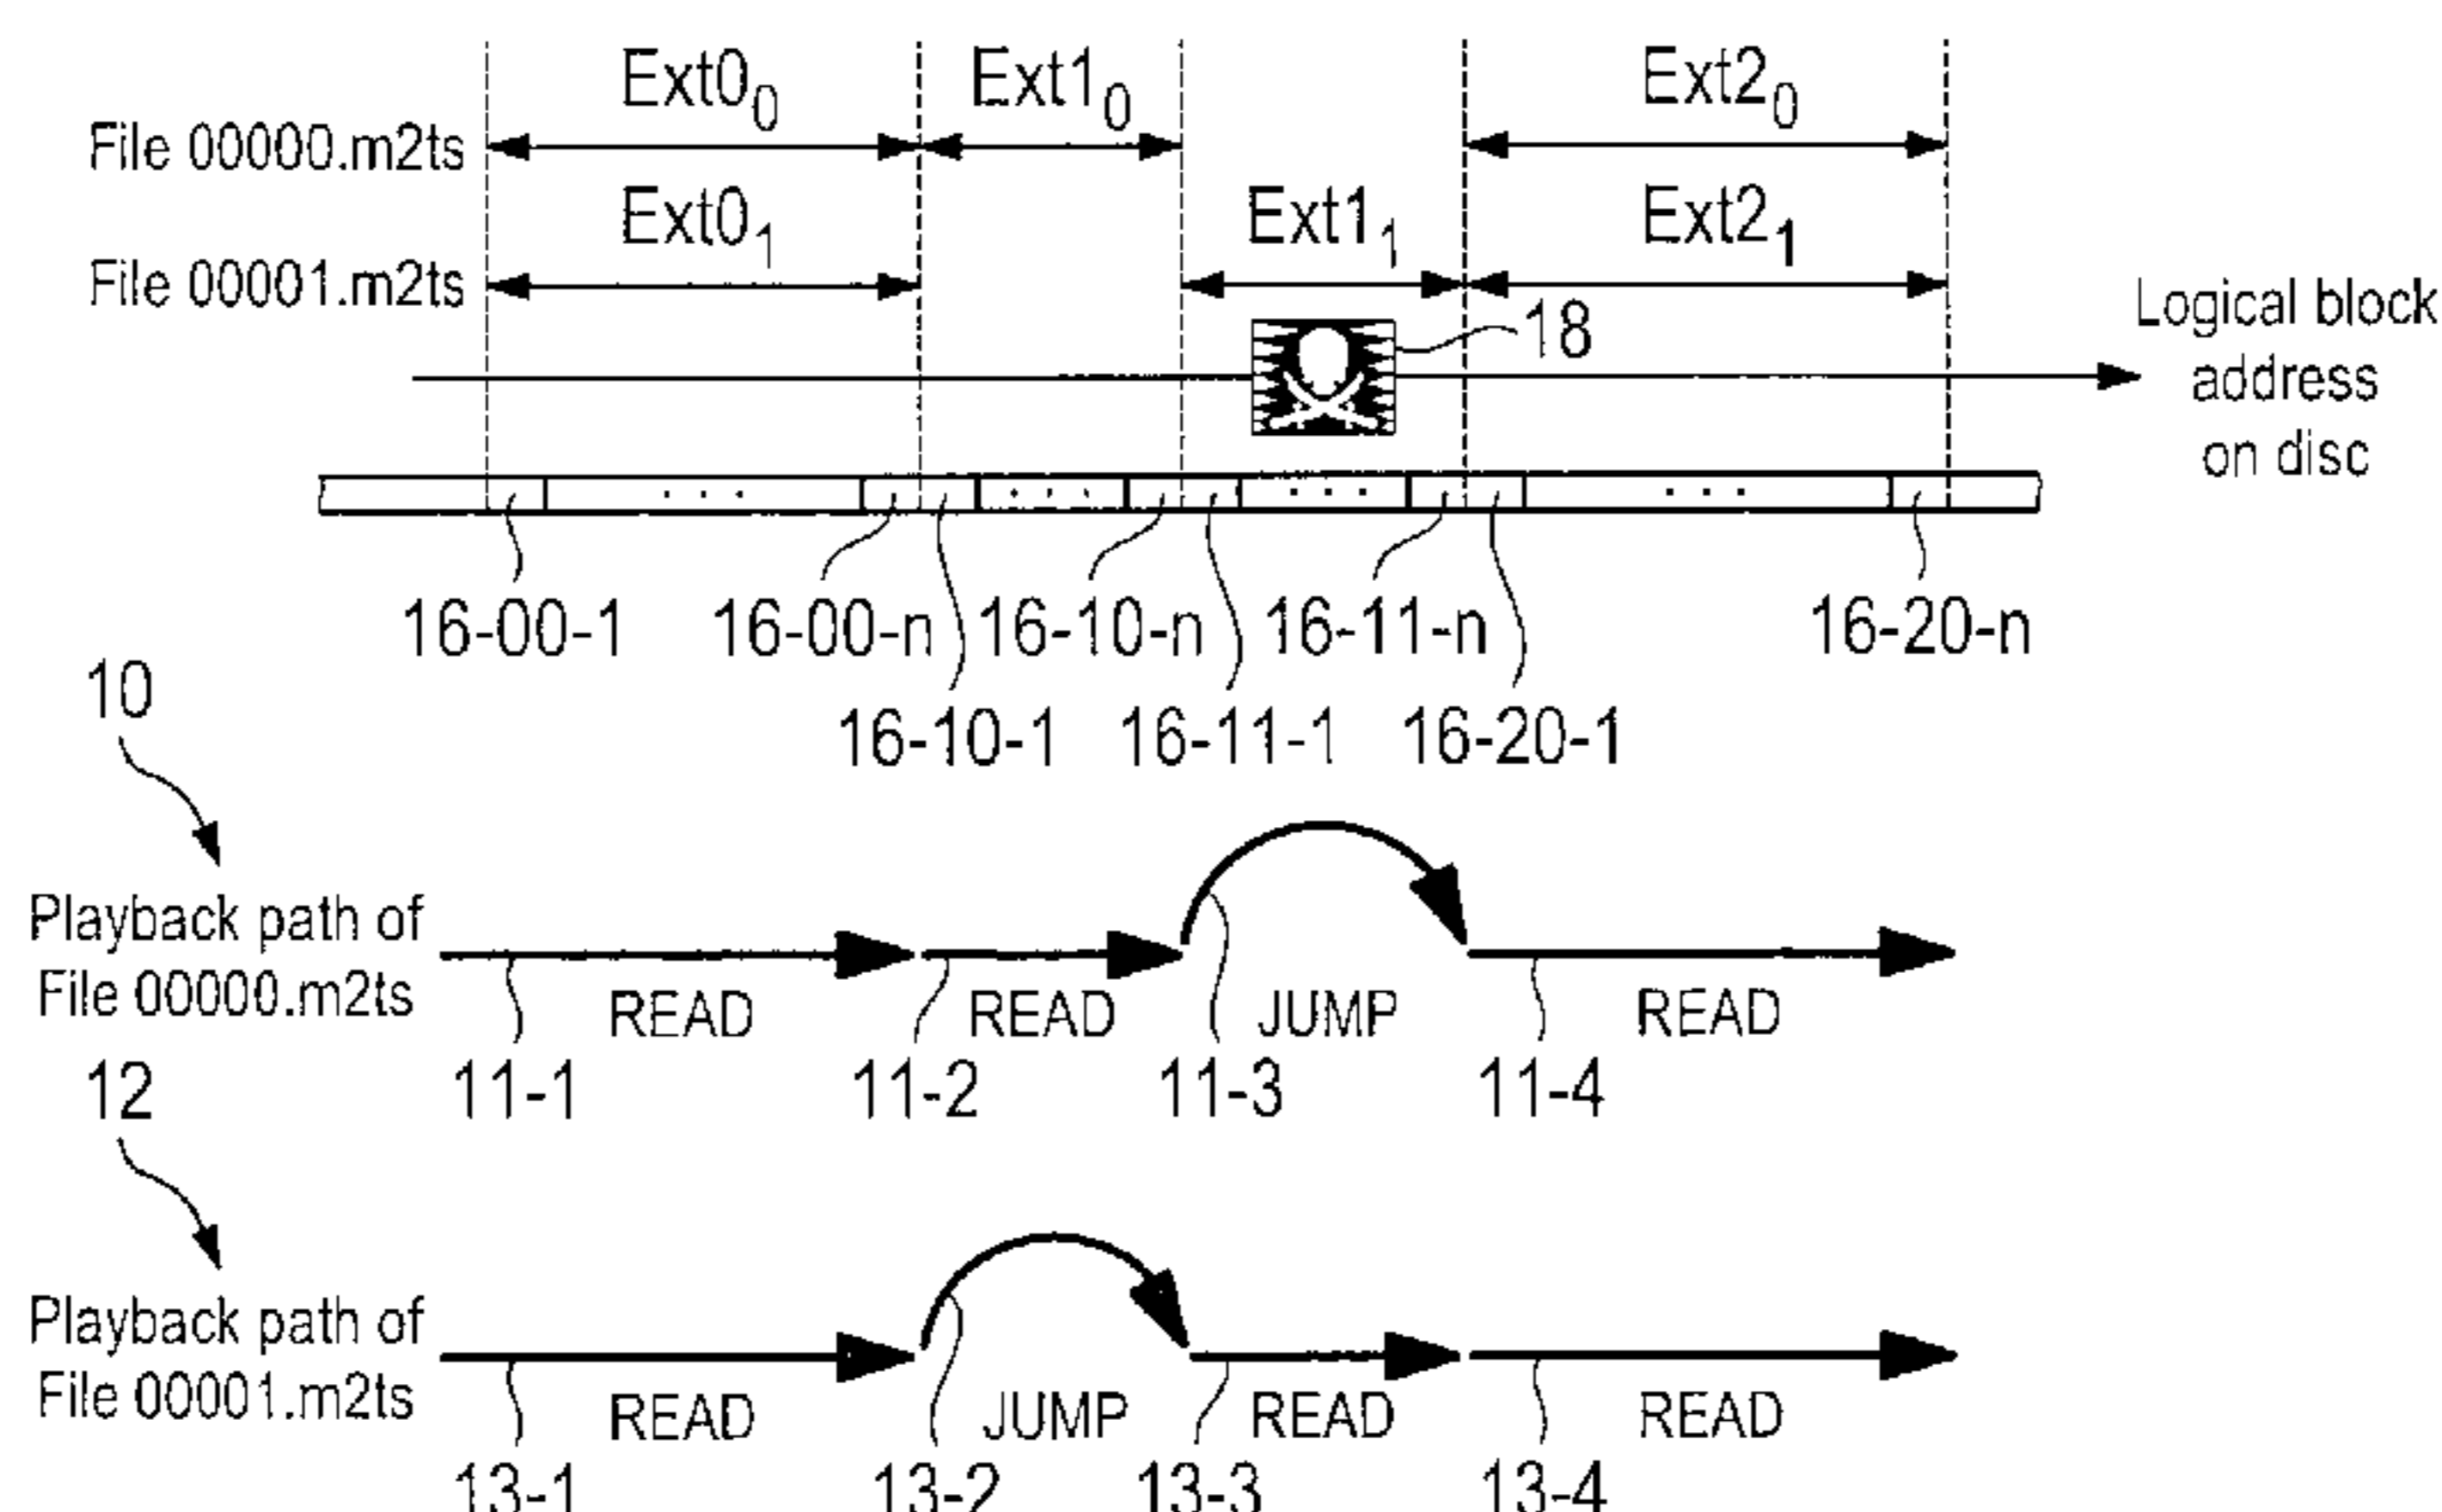 Ext0₀ Ext1₀ Ext2₀
File 00000.m2ts
Ext0₁ Ext1₁ Ext2₁
File 00001.m2ts
18
Logical block
address
on disc
16-00-1 16-00-n 16-10-n 16-11-n 16-20-n
16-10-1 16-11-1 16-20-1
10
Playback path of
File 00000.m2ts
READ READ JUMP READ
11-1 11-2 11-3 11-4
12
Playback path of
File 00001.m2ts
READ JUMP READ READ
13-1 13-2 13-3 13-4